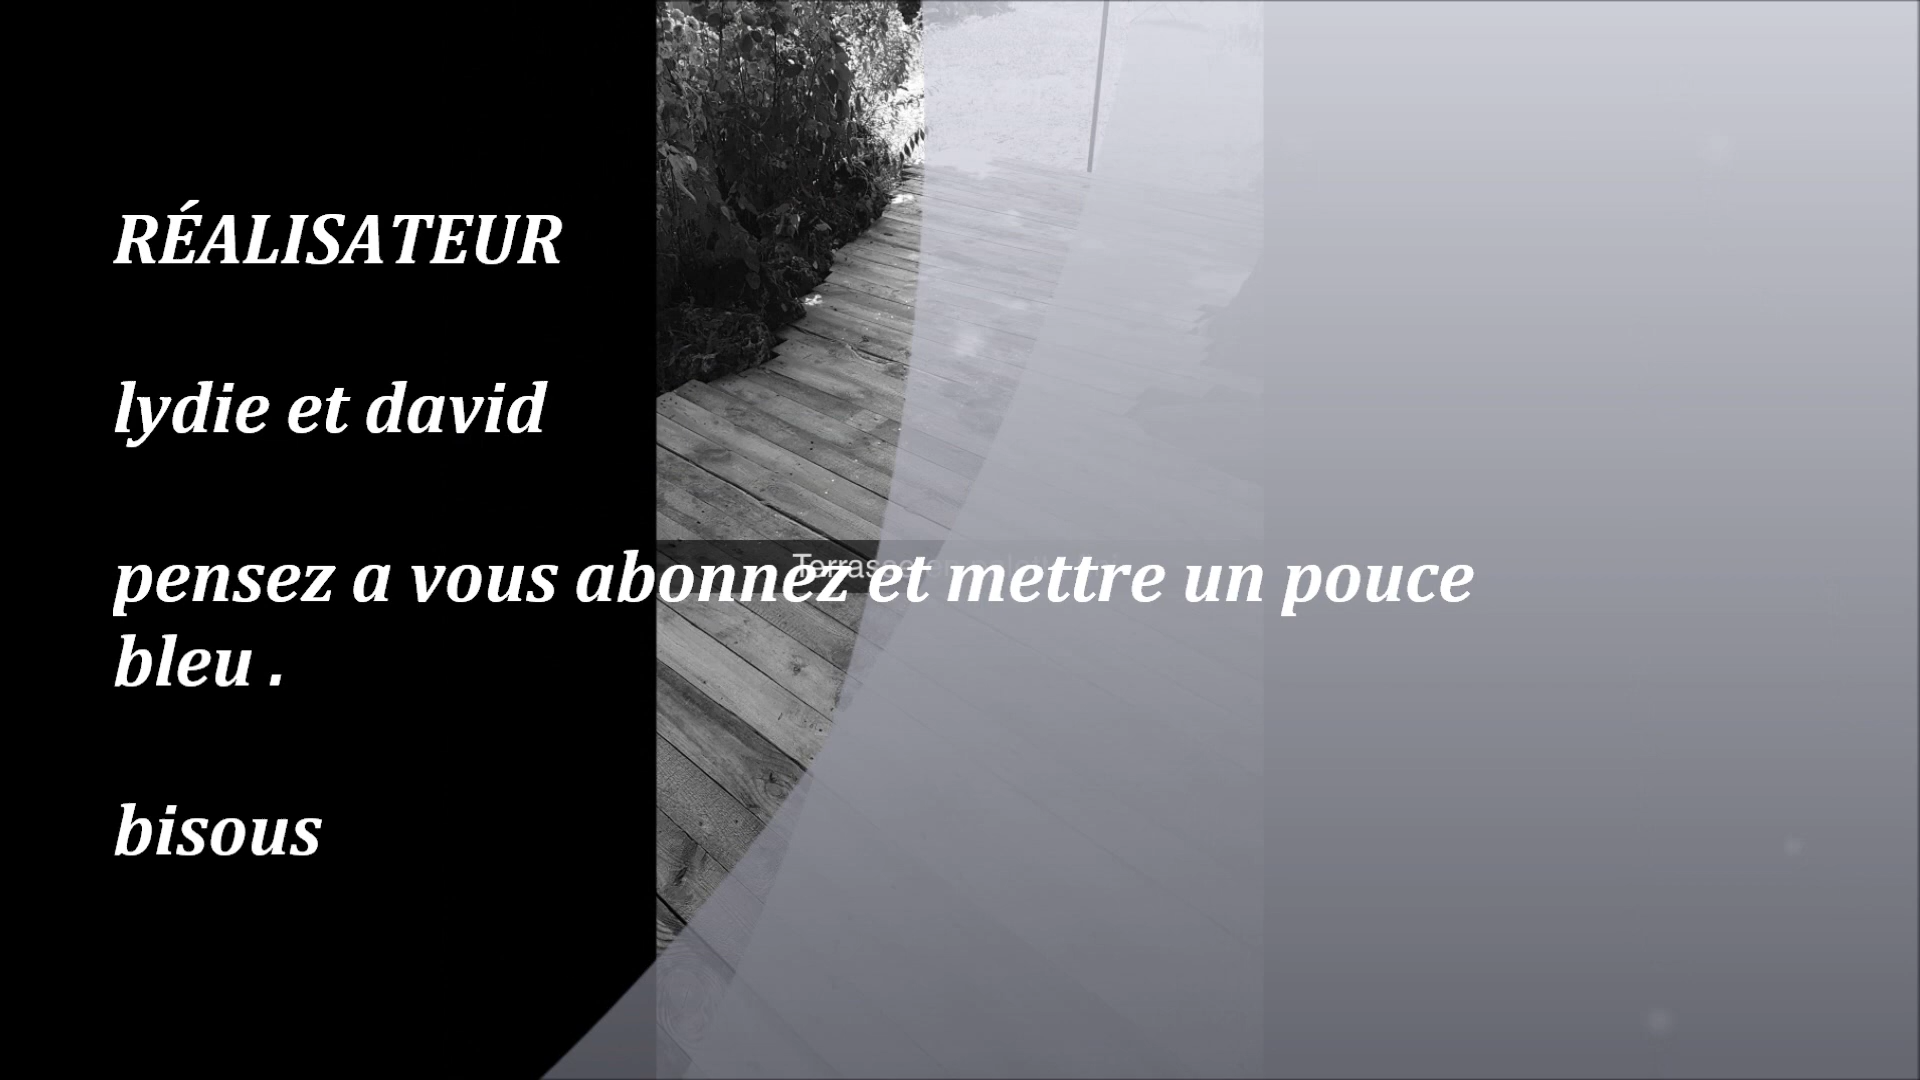 RÉALISATEUR
lydie et david
pensez a vous abonnez et mettre un pouce
bleu .
bisous